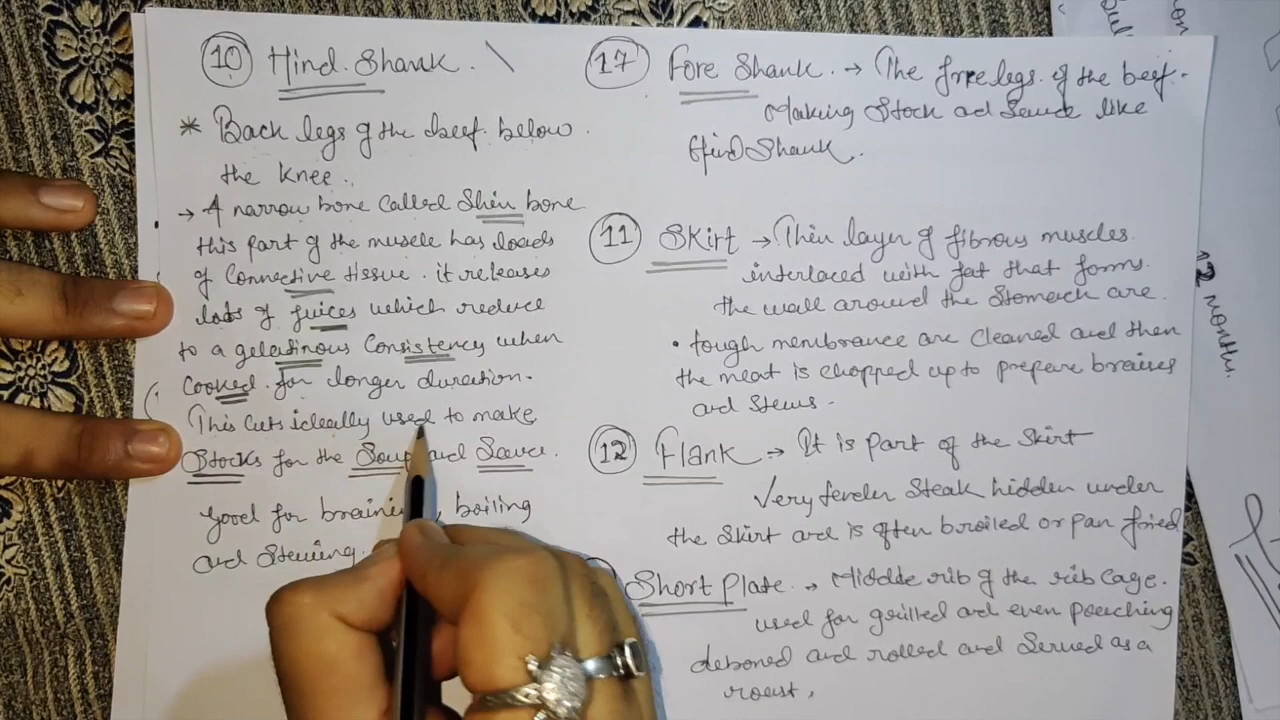 10 Hind. Shank.
* Back legs of the beef. below
the knee.
→ A narrow bone called Shin bone
this part of the muscle has loads
of Connective tissue. it releases
lots of juices which reduce
to a gelatinous Consistency when
Cooked. for longer duration.
This Cuts ideally used to make
Stocks for the Soup and Sauce.
Good for boiling
and Stewing.
17 Fore Shank. → The legs. of the beef.
Making Stock ad Sauce like
Hind Shank.
11 Skirt → Thin layer of fibrous muscles.
interlaced with fat that forms.
the wall around the Stomach are.
• tough membrance are Cleaned and then
the meat is chopped up to prepare braises
and Stews.
12 Flank → It is part of the Skirt
Very tender Steak hidden under
the Skirt and is often broiled or pan fried
Short Plate. → Middle rib of the rib Cage.
used for grilled ad even poaching
deboned and rolled and Served as a
roast.
2 Months.